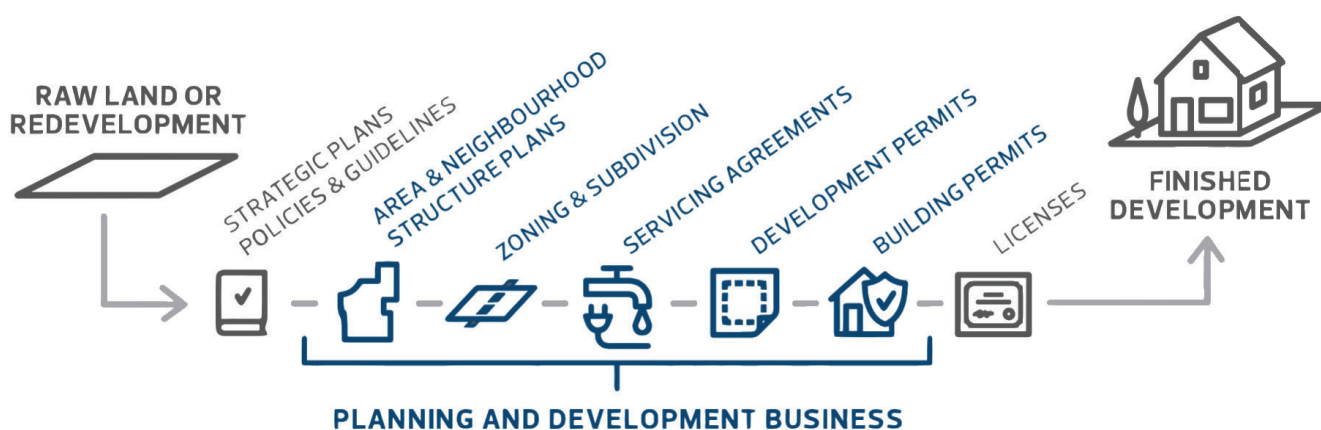 RAW LAND OR
REDEVELOPMENT
STRATEGIC PLANS
POLICIES & GUIDELINES
AREA & NEIGHBOURHOOD
STRUCTURE PLANS
ZONING & SUBDIVISION
SERVICING AGREEMENTS
DEVELOPMENT PERMITS
BUILDING PERMITS
LICENSES
FINISHED
DEVELOPMENT
PLANNING AND DEVELOPMENT BUSINESS